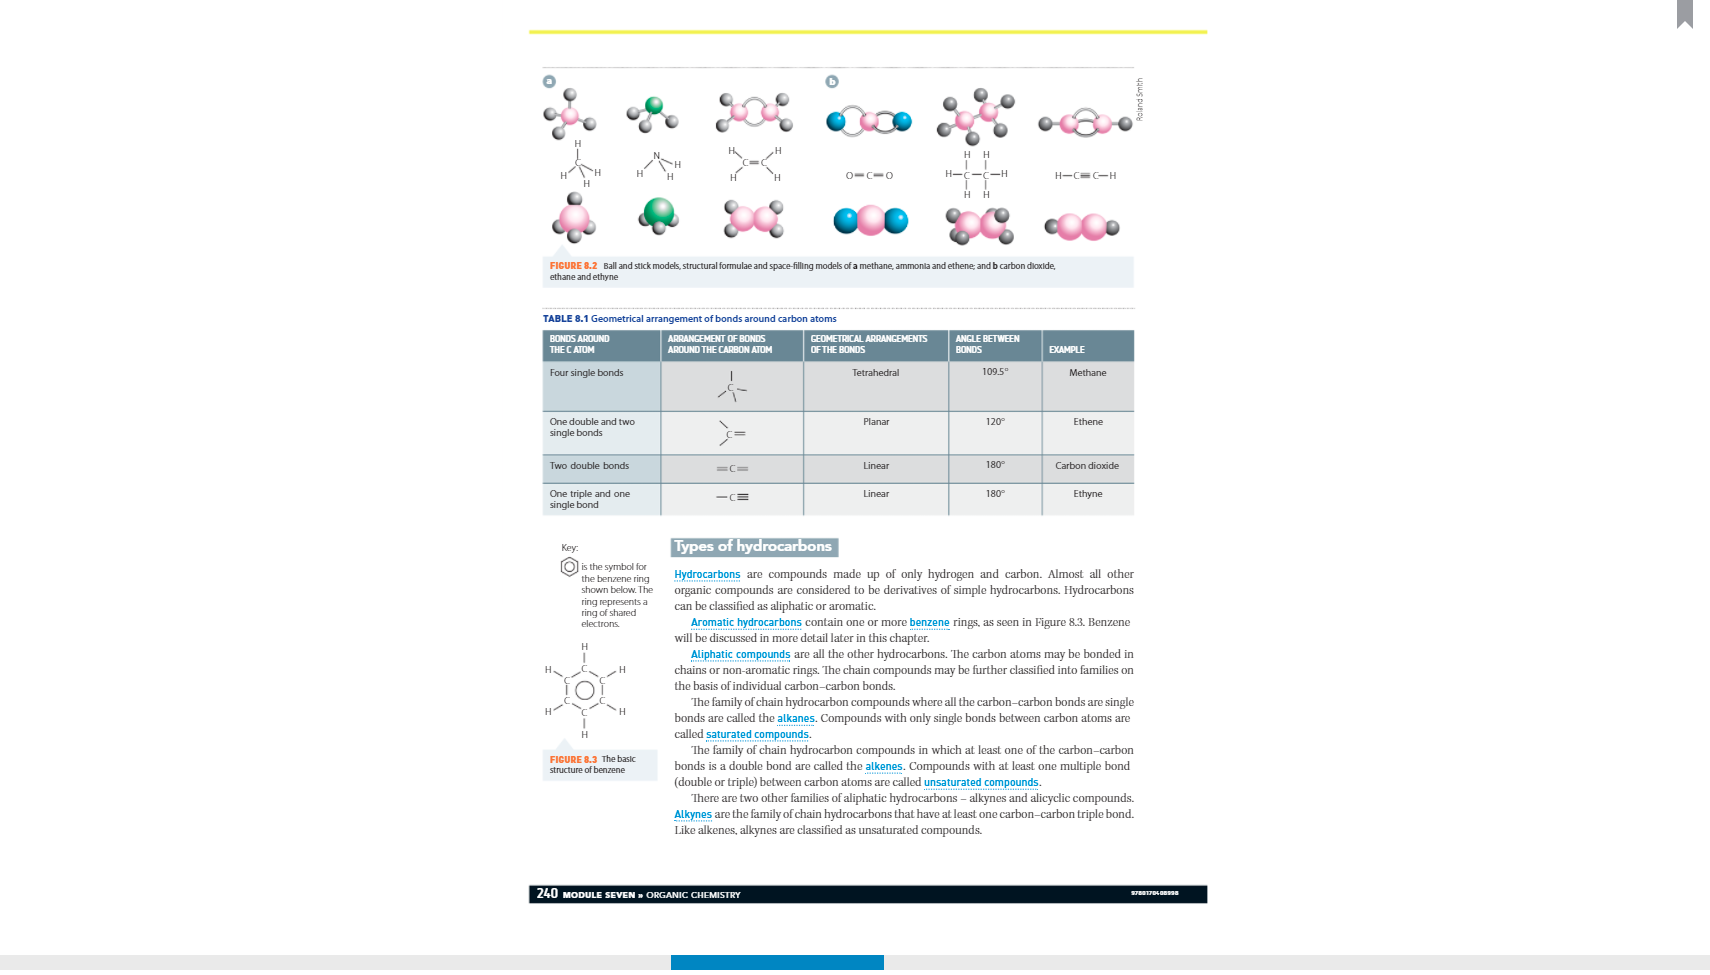 a
b
Roland Smith
H
C
H
H
H
N
H
H
H
H
H
C=C
H
H
O=C=O
H H
H—C—C—H
H H
H—C≡C—H
FIGURE 8.2 Ball and stick models, structural formulae and space-filling models of a methane, ammonia and ethene; and b carbon dioxide,
ethane and ethyne
TABLE 8.1 Geometrical arrangement of bonds around carbon atoms
BONDS AROUND
THE C ATOM
ARRANGEMENT OF BONDS
AROUND THE CARBON ATOM
GEOMETRICAL ARRANGEMENTS
OF THE BONDS
ANGLE BETWEEN
BONDS
EXAMPLE
Four single bonds
C
Tetrahedral
109.5°
Methane
One double and two
single bonds
C=
Planar
120°
Ethene
Two double bonds
=C=
Linear
180°
Carbon dioxide
One triple and one
single bond
—C≡
Linear
180°
Ethyne
Key:
is the symbol for
the benzene ring
shown below. The
ring represents a
ring of shared
electrons.
H
H C H
C C
C C
H C H
H
FIGURE 8.3 The basic
structure of benzene
Types of hydrocarbons
Hydrocarbons are compounds made up of only hydrogen and carbon. Almost all other
organic compounds are considered to be derivatives of simple hydrocarbons. Hydrocarbons
can be classified as aliphatic or aromatic.
Aromatic hydrocarbons contain one or more benzene rings, as seen in Figure 8.3. Benzene
will be discussed in more detail later in this chapter.
Aliphatic compounds are all the other hydrocarbons. The carbon atoms may be bonded in
chains or non-aromatic rings. The chain compounds may be further classified into families on
the basis of individual carbon–carbon bonds.
The family of chain hydrocarbon compounds where all the carbon–carbon bonds are single
bonds are called the alkanes. Compounds with only single bonds between carbon atoms are
called saturated compounds.
The family of chain hydrocarbon compounds in which at least one of the carbon–carbon
bonds is a double bond are called the alkenes. Compounds with at least one multiple bond
(double or triple) between carbon atoms are called unsaturated compounds.
There are two other families of aliphatic hydrocarbons – alkynes and alicyclic compounds.
Alkynes are the family of chain hydrocarbons that have at least one carbon–carbon triple bond.
Like alkenes, alkynes are classified as unsaturated compounds.
240 MODULE SEVEN » ORGANIC CHEMISTRY
9780170408998